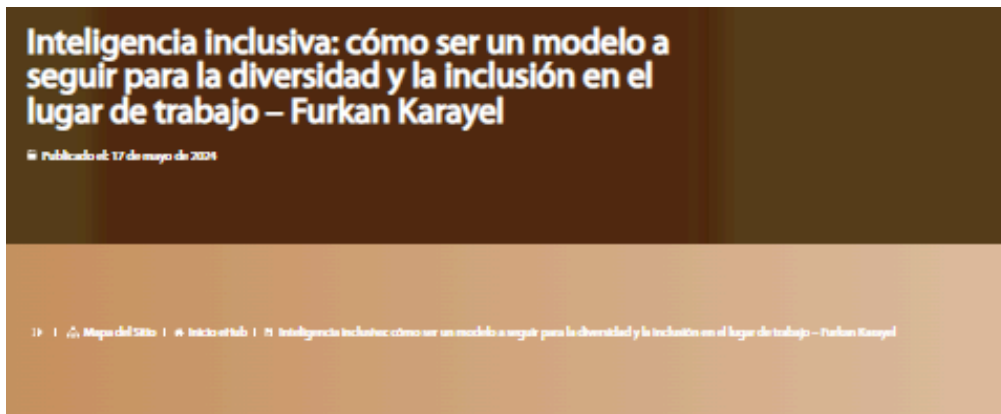 Inteligencia inclusiva: cómo ser un modelo a
seguir para la diversidad y la inclusión en el
lugar de trabajo – Furkan Karayel
Publicado el: 17 de mayo de 2024
| Mapa del Sitio | Inicio eHub | Inteligencia inclusiva: cómo ser un modelo a seguir para la diversidad y la inclusión en el lugar de trabajo – Furkan Karayel